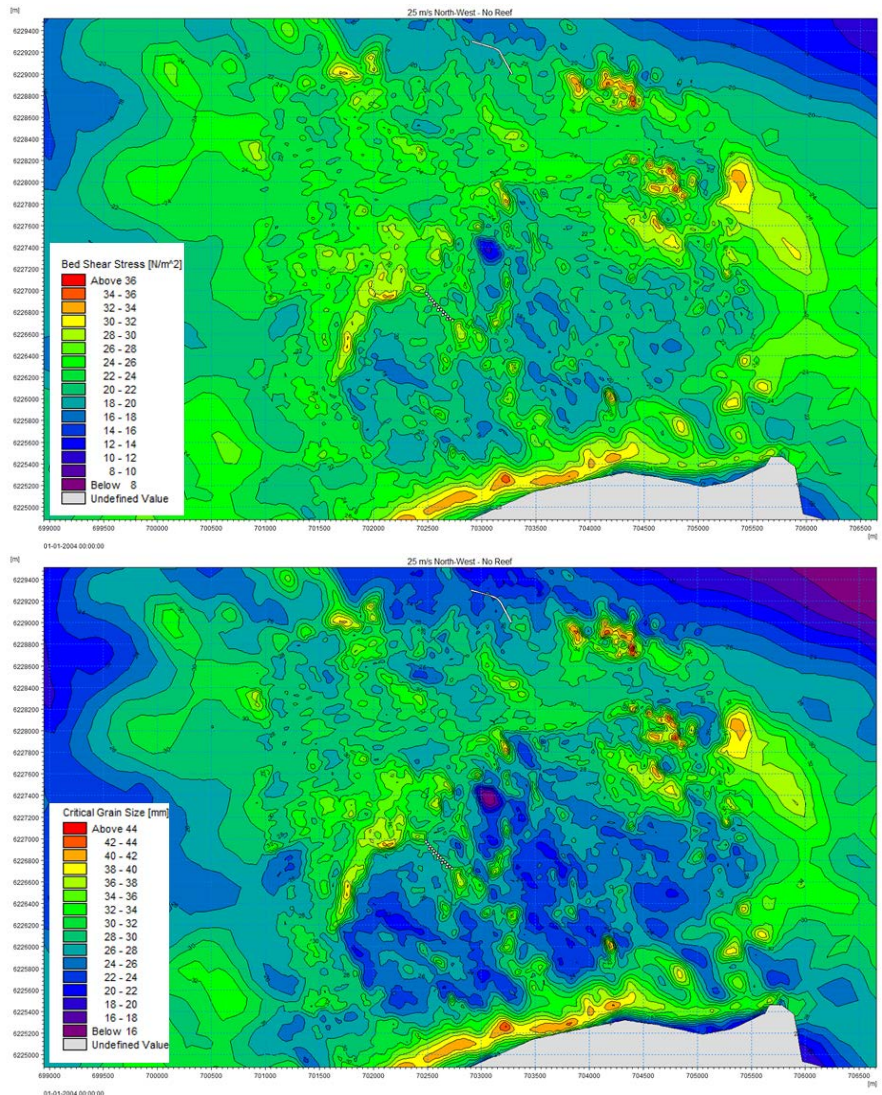 [m]
25 m/s North-West - No Reef
6229400
6229200
6229000
6228800
6228600
6228400
6228200
6228000
6227800
6227600
6227400
6227200
6227000
6226800
6226600
6226400
6226200
6226000
6225800
6225600
6225400
6225200
6225000
Bed Shear Stress [N/m^2]
Above 36
34 - 36
32 - 34
30 - 32
28 - 30
26 - 28
24 - 26
22 - 24
20 - 22
18 - 20
16 - 18
14 - 16
12 - 14
10 - 12
8 - 10
Below 8
Undefined Value
699000 699500 700000 700500 701000 701500 702000 702500 703000 703500 704000 704500 705000 705500 706000 706500
[m]
01-01-2004 00:00:00
[m]
25 m/s North-West - No Reef
6229400
6229200
6229000
6228800
6228600
6228400
6228200
6228000
6227800
6227600
6227400
6227200
6227000
6226800
6226600
6226400
6226200
6226000
6225800
6225600
6225400
6225200
6225000
Critical Grain Size [mm]
Above 44
42 - 44
40 - 42
38 - 40
36 - 38
34 - 36
32 - 34
30 - 32
28 - 30
26 - 28
24 - 26
22 - 24
20 - 22
18 - 20
16 - 18
Below 16
Undefined Value
699000 699500 700000 700500 701000 701500 702000 702500 703000 703500 704000 704500 705000 705500 706000 706500
[m]
01-01-2004 00:00:00